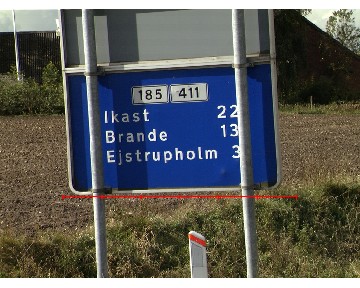 185 411
Ikast 22
Brande 13
Ejstrupholm 3